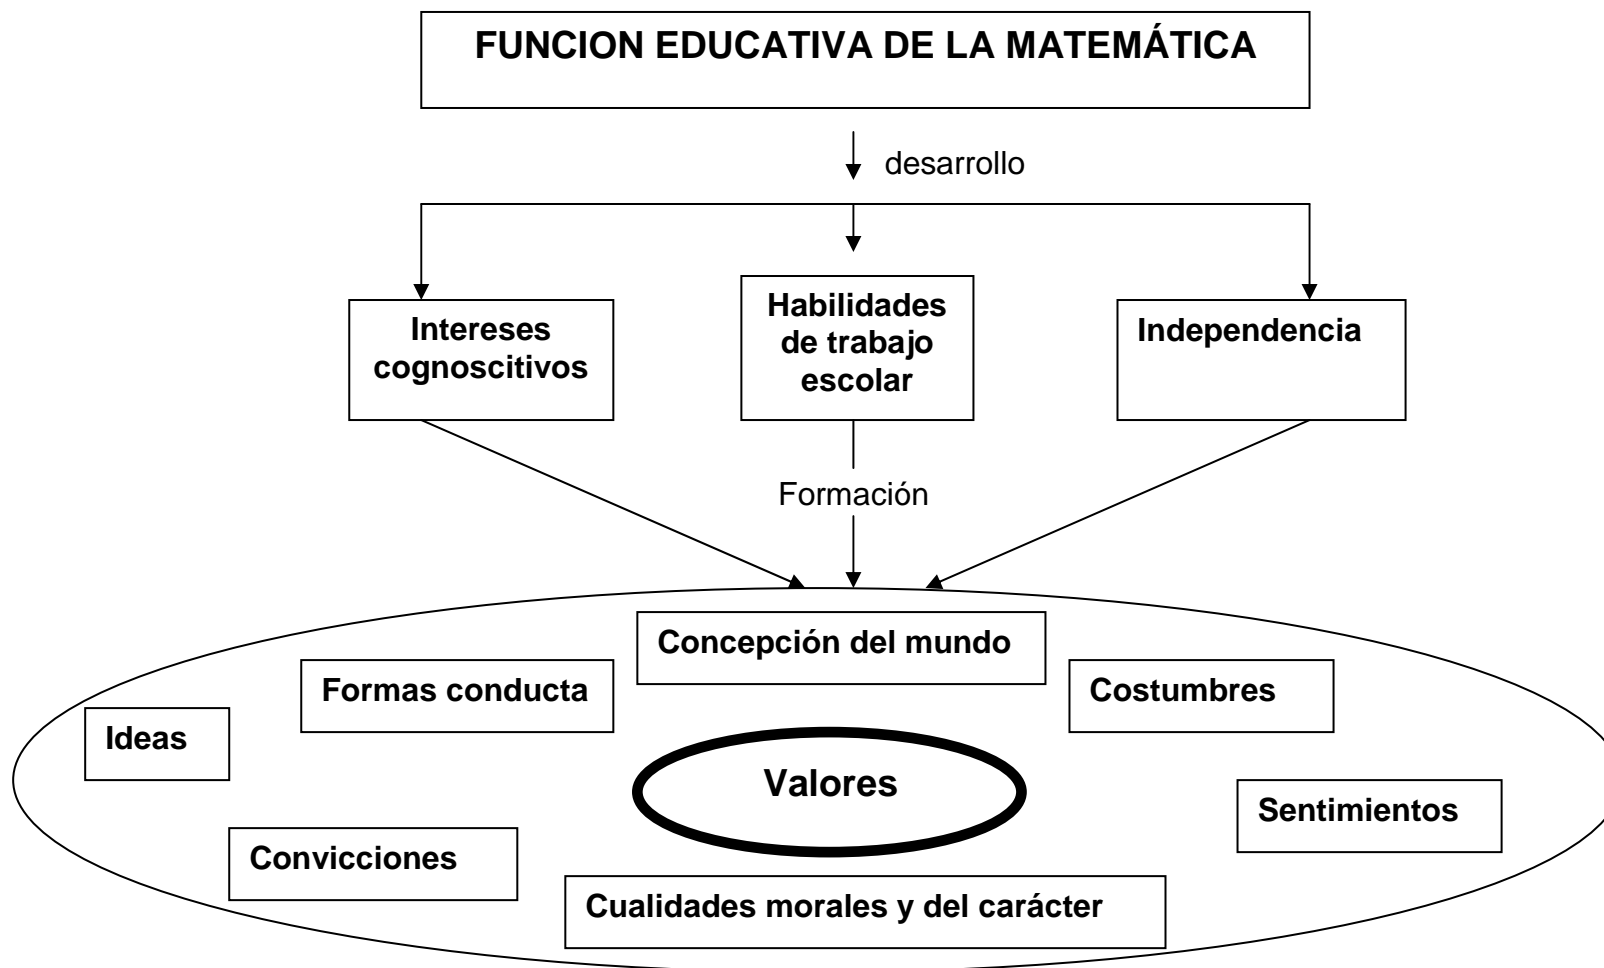 FUNCION EDUCATIVA DE LA MATEMÁTICA
desarrollo
Intereses
cognoscitivos
Habilidades
de trabajo
escolar
Independencia
Formación
Concepción del mundo
Formas conducta
Costumbres
Ideas
Valores
Sentimientos
Convicciones
Cualidades morales y del carácter